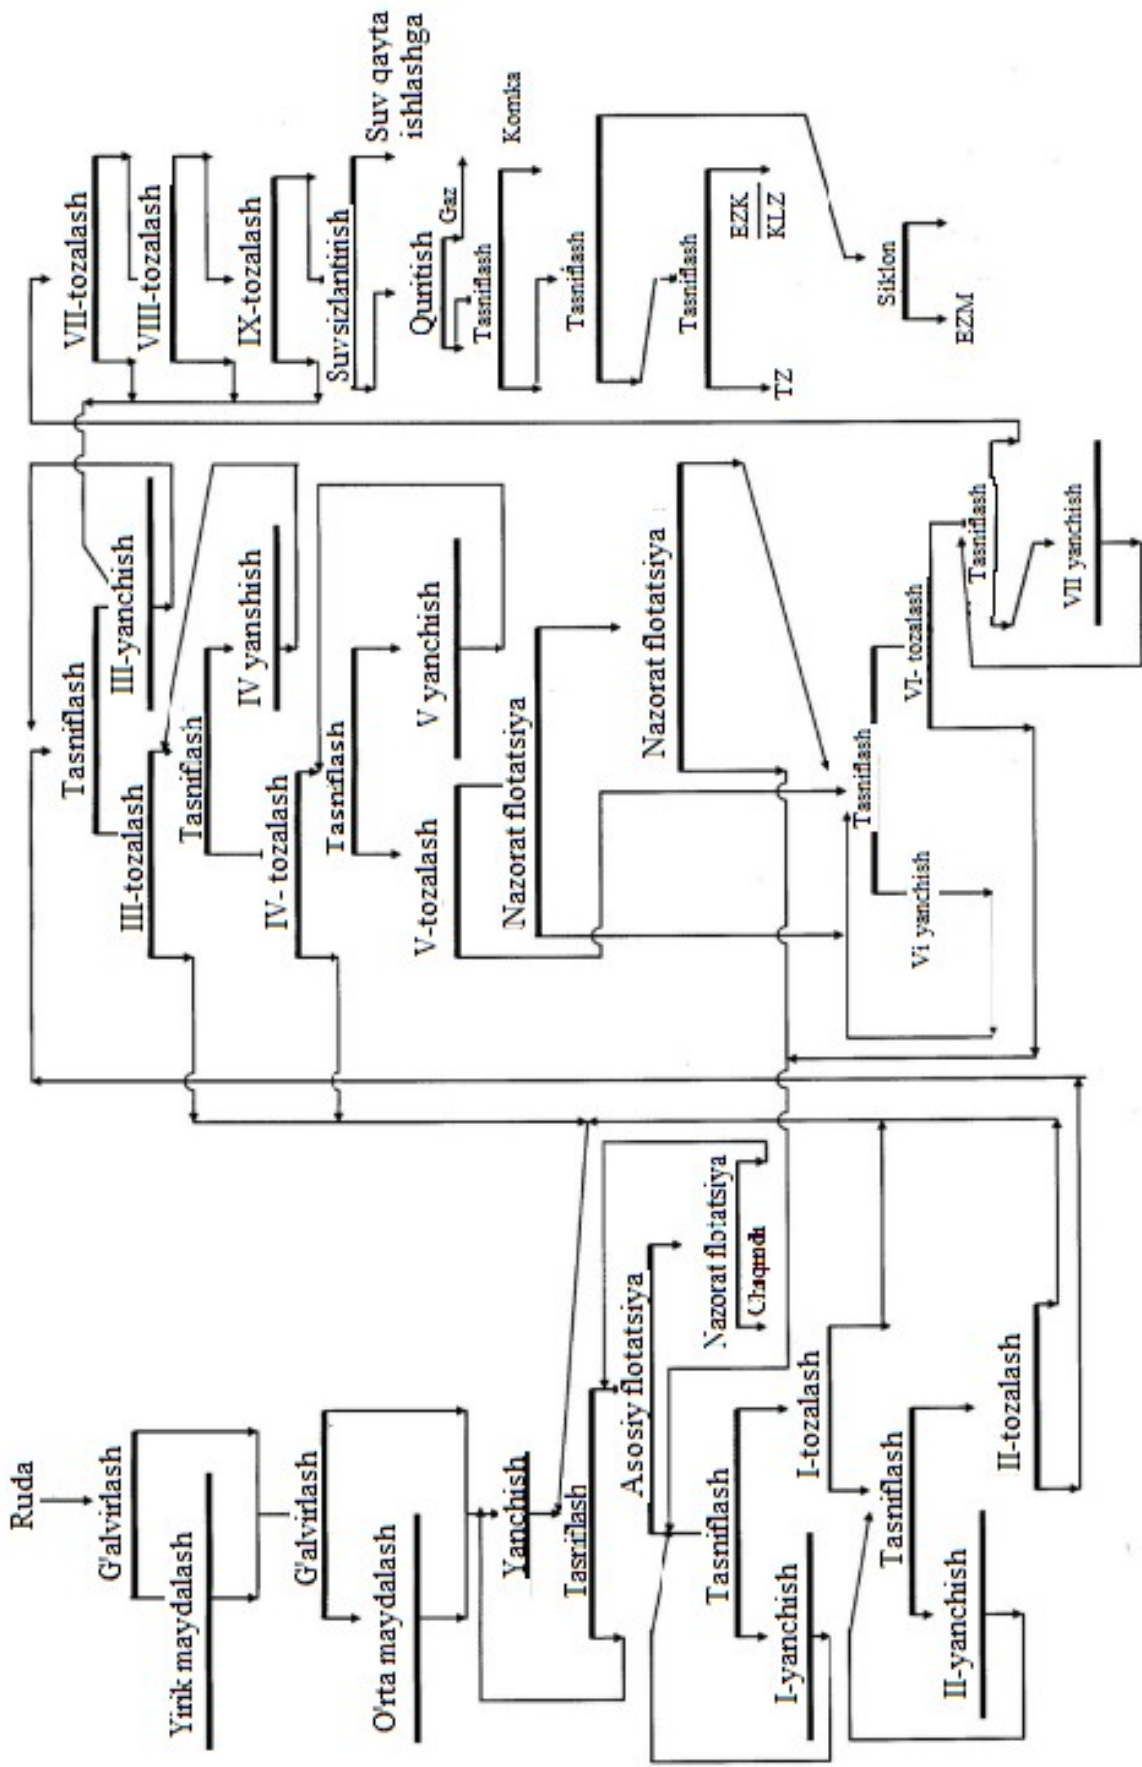 Ruda
G'alvirlash
Yirik maydalash
G'alvirlash
O'rta maydalash
Yanchish
Tasniflash
Asosiy flotatsiya
Nazorat flotatsiya
Chiqindi
Tasniflash
I-yanchish
I-tozalash
Tasniflash
II-yanchish
II-tozalash
Tasniflash
III-tozalash
III-yanchish
Tasniflash
IV- tozalash
IV yanshish
Tasniflash
V-tozalash
V yanchish
Nazorat flotatsiya
Nazorat flotatsiya
Tasniflash
Vi yanchish
VI- tozalash
Tasniflash
VII yanchish
VII-tozalash
VIII-tozalash
IX-tozalash
Suvsizlantirish
Suv qayta
ishlashga
Quritish
Gaz
Tasniflash
Komka
Tasniflash
Tasniflash
TZ
EZK
KLZ
Siklon
EZM